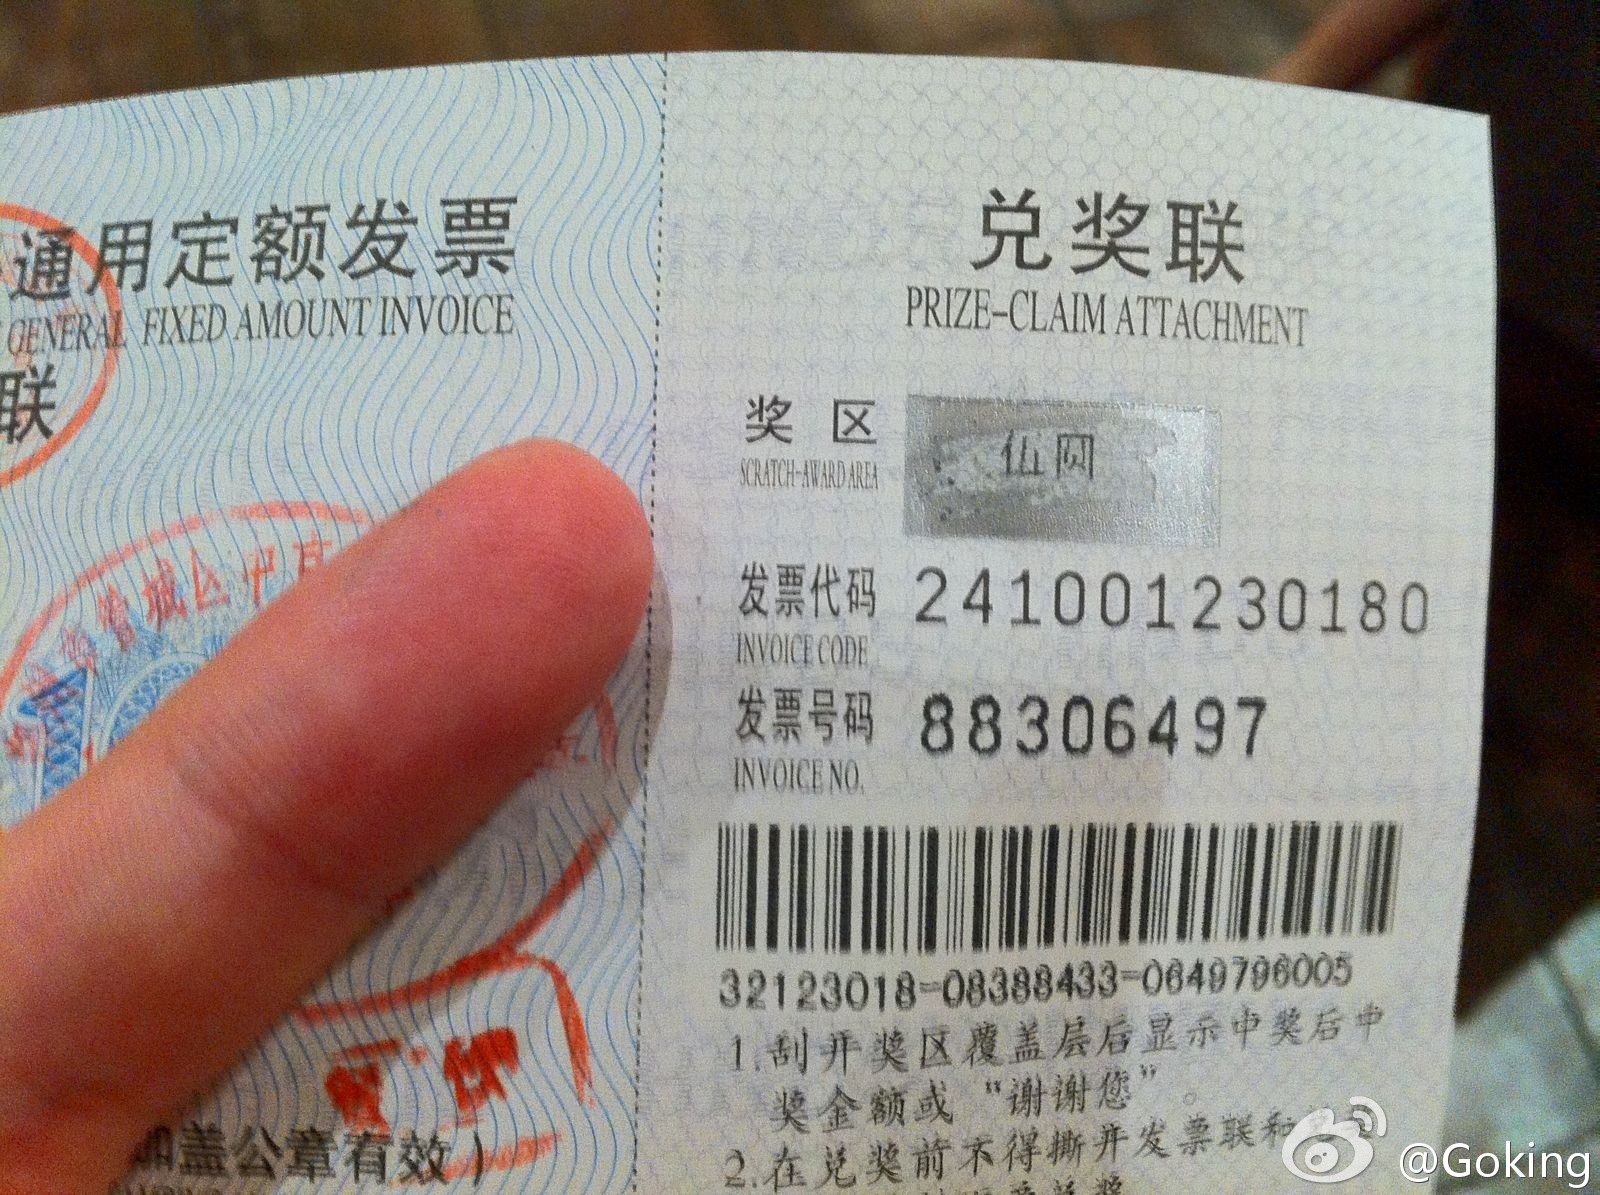 通用定额发票
GENERAL FIXED AMOUNT INVOICE
联
加盖公章有效)
兑奖联
PRIZE-CLAIM ATTACHMENT
奖区
伍圆
SCRATCH-AWARD AREA
发票代码 241001230180
INVOICE CODE
发票号码 88306497
INVOICE NO.
32123018-08388433-0649796005
1.刮开奖区覆盖层后显示中奖后中
奖金额或“谢谢您”。
2.在兑奖前不得撕开发票联和
@Goking